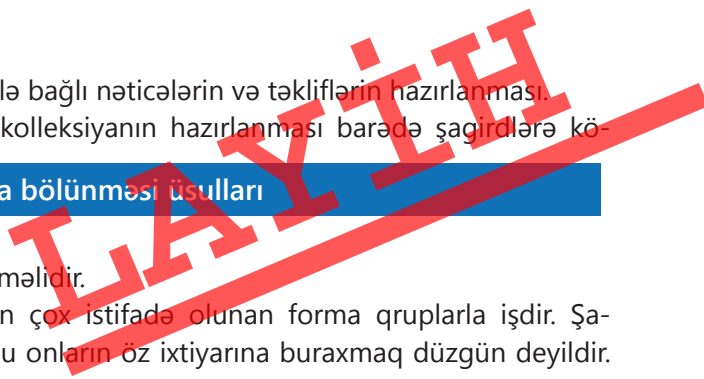 lə bağlı nəticələrin və təkliflərin hazırlanması.
kolleksiyanın hazırlanması barədə şagirdlərə kö-
a bölünməsi üsulları
məlidir.
n çox istifadə olunan forma qruplarla işdir. Şa-
u onların öz ixtiyarına buraxmaq düzgün deyildir.
LAYİH